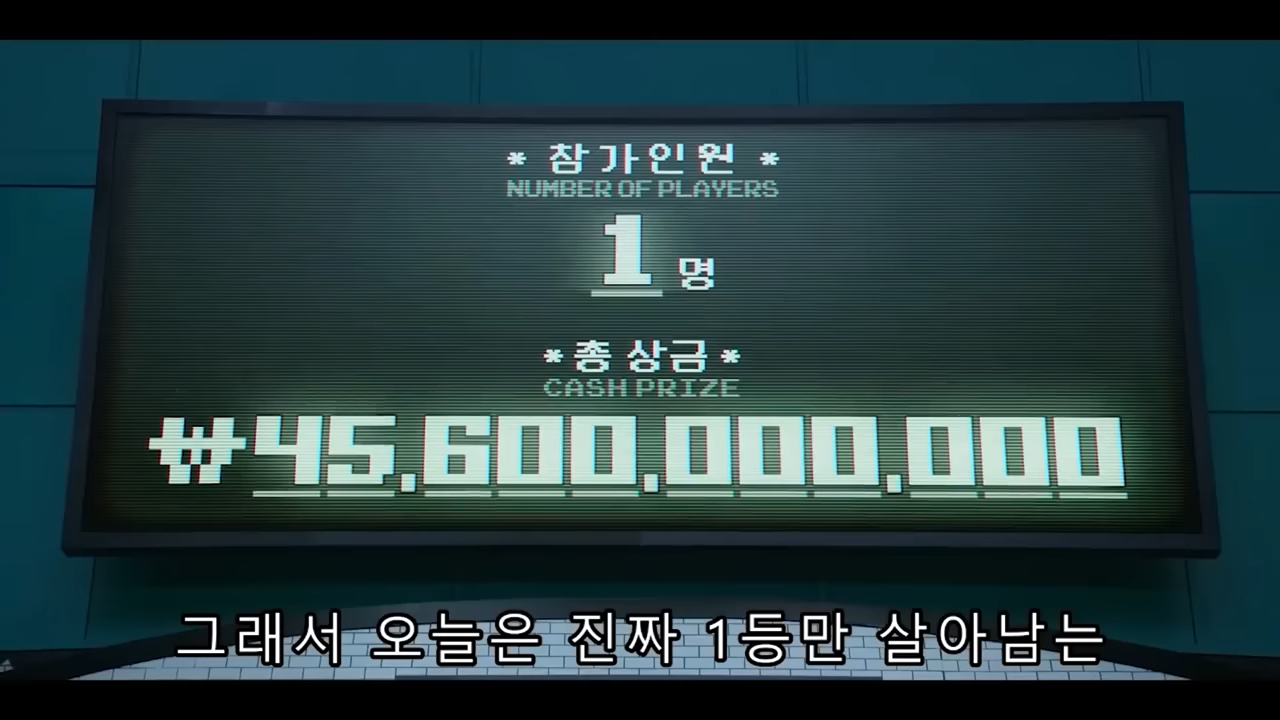 * 참가인원 *
NUMBER OF PLAYERS
1 명
* 총 상금 *
CASH PRIZE
₩45,600,000,000
그래서 오늘은 진짜 1등만 살아남는